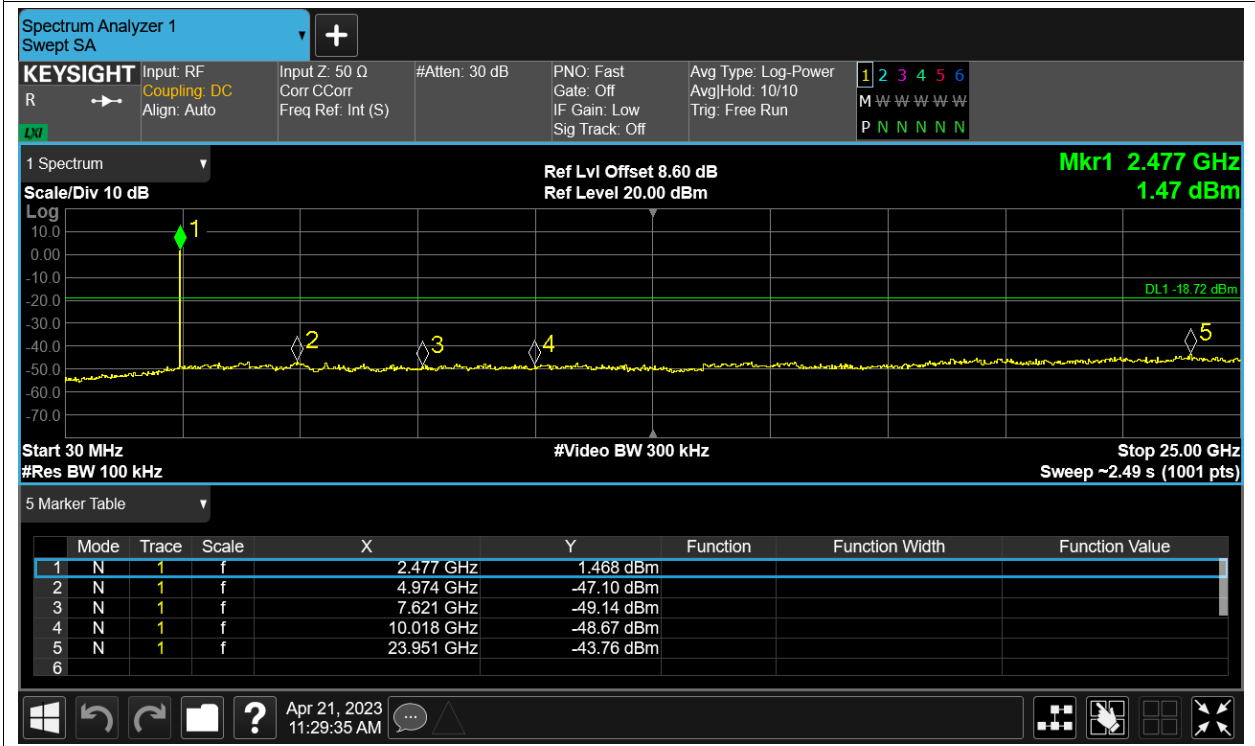 Spectrum Analyzer 1
Swept SA
+
KEYSIGHT Input: RF Input Z: 50 Ω #Atten: 30 dB PNO: Fast Avg Type: Log-Power 1 2 3 4 5 6
R Coupling: DC Corr CCorr Gate: Off Avg|Hold: 10/10 M W W W W W
Align: Auto Freq Ref: Int (S) IF Gain: Low Trig: Free Run
LXI Sig Track: Off P N N N N N
1 Spectrum Ref Lvl Offset 8.60 dB Mkr1 2.477 GHz
Scale/Div 10 dB Ref Level 20.00 dBm 1.47 dBm
Log
10.0 1
0.00
-10.0
DL1 -18.72 dBm
-20.0
-30.0
-40.0 2 3 4 5
-50.0
-60.0
-70.0
Start 30 MHz #Video BW 300 kHz Stop 25.00 GHz
#Res BW 100 kHz Sweep ~2.49 s (1001 pts)
5 Marker Table
Mode Trace Scale X Y Function Function Width Function Value
1 N 1 f 2.477 GHz 1.468 dBm
2 N 1 f 4.974 GHz -47.10 dBm
3 N 1 f 7.621 GHz -49.14 dBm
4 N 1 f 10.018 GHz -48.67 dBm
5 N 1 f 23.951 GHz -43.76 dBm
6
? Apr 21, 2023
11:29:35 AM